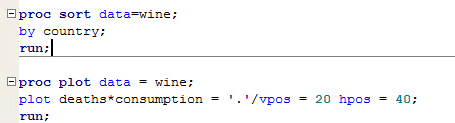 proc sort data=wine;
by country;
run;
proc plot data = wine;
plot deaths*consumption = '.'/vpos = 20 hpos = 40;
run;